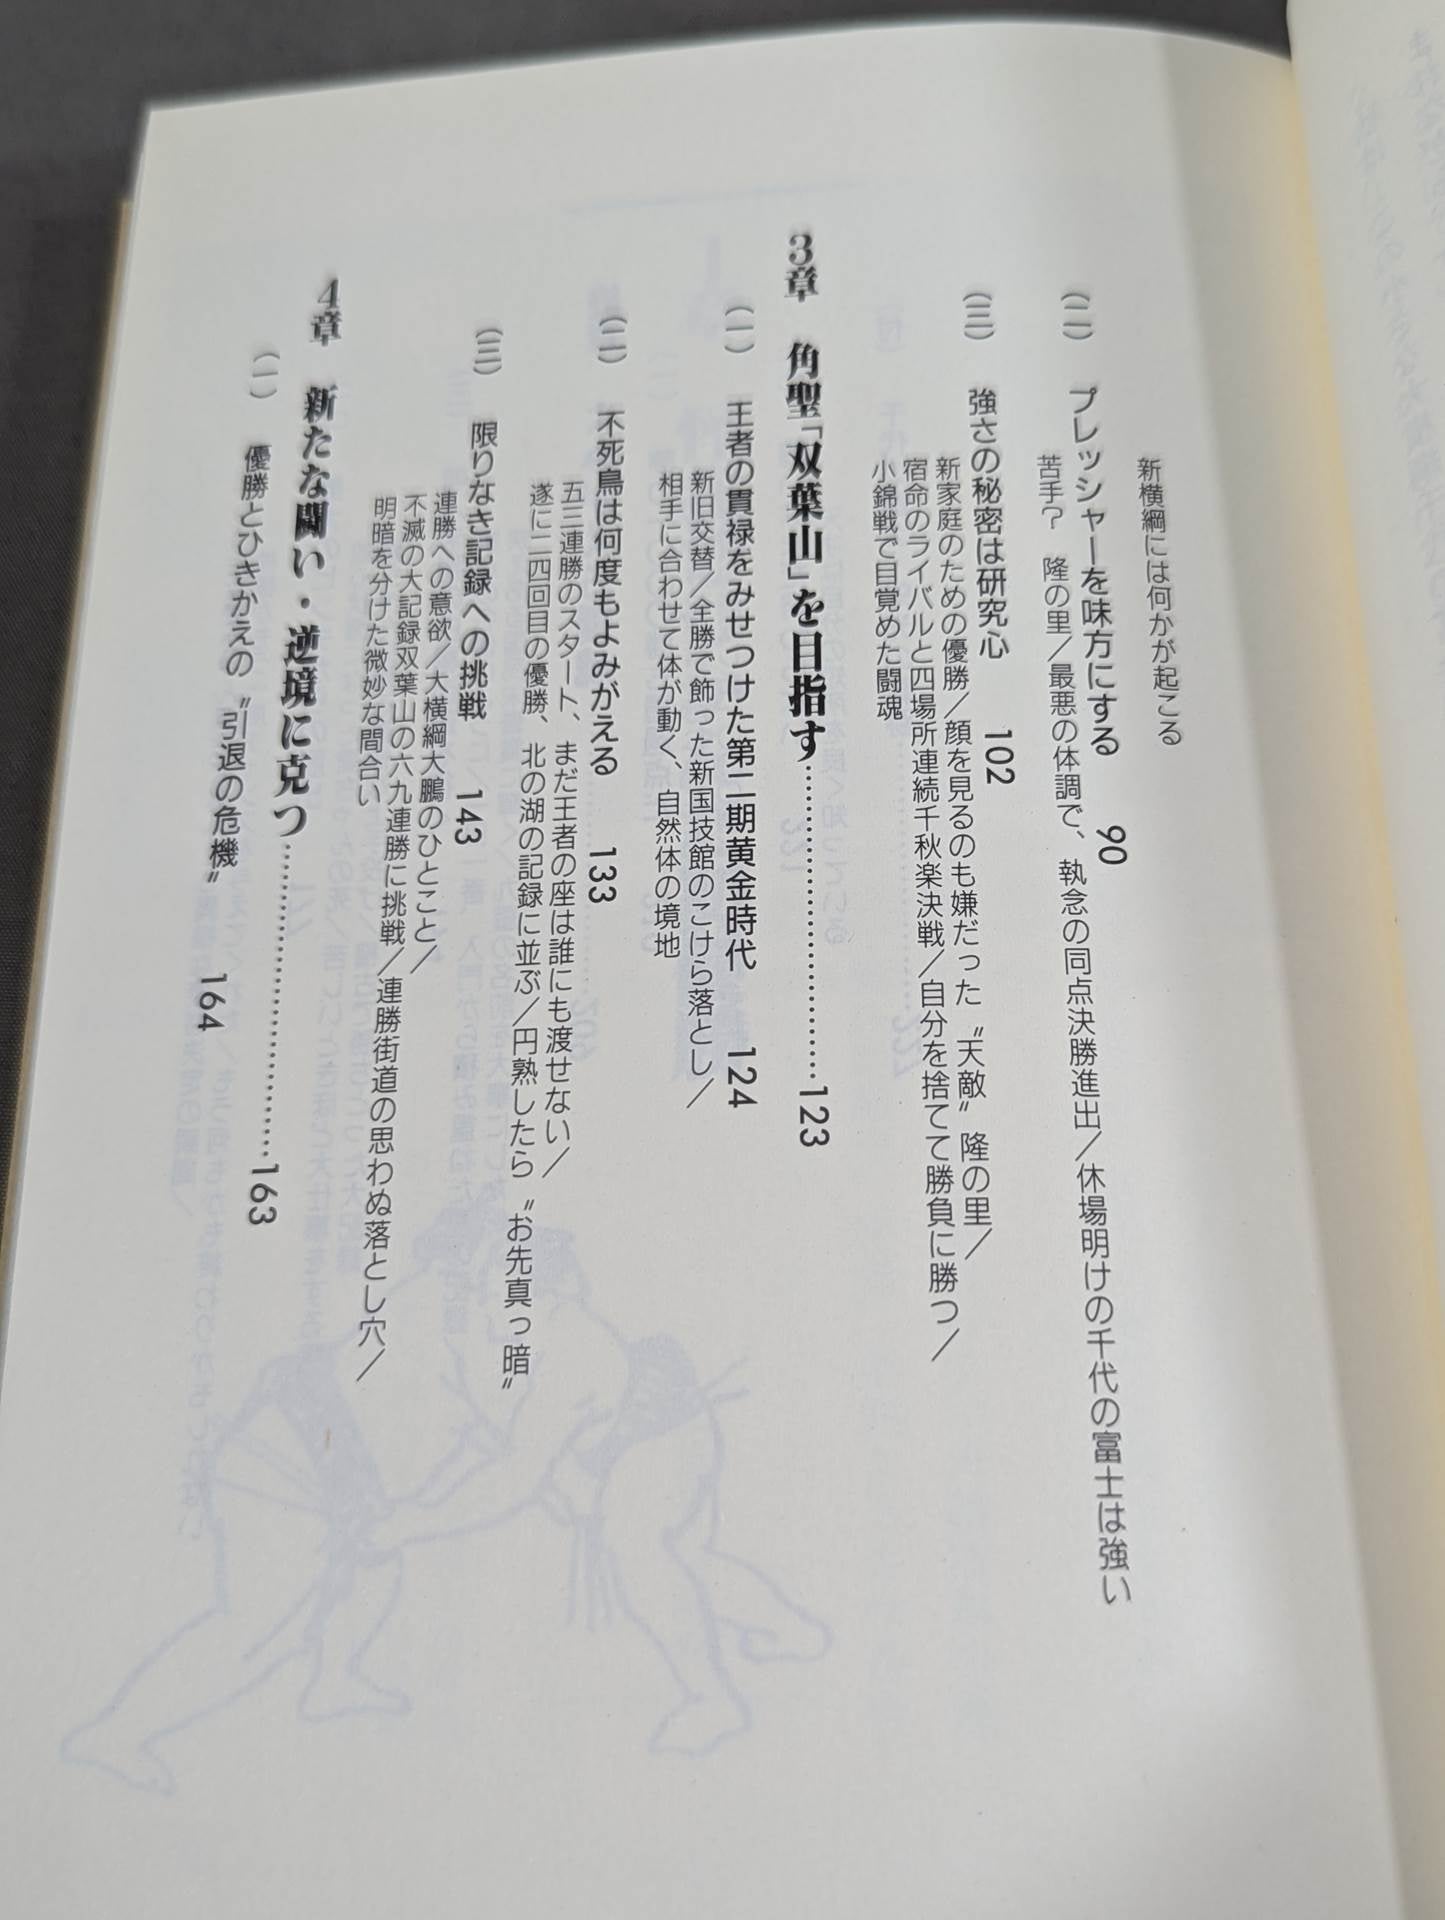 新横綱には何かが起こる
(二) プレッシャーを味方にする 90
苦手? 隆の里/最悪の体調で、執念の同点決勝進出/休場明けの千代の富士は強い
(三) 強さの秘密は研究心 102
新家庭のための優勝/顔を見るのも嫌だった〝天敵〟隆の里/
宿命のライバルと四場所連続千秋楽決戦/自分を捨てて勝負に勝つ/
小錦戦で目覚めた闘魂
3章 角聖「双葉山」を目指す……………………123
(一) 王者の貫禄をみせつけた第二期黄金時代 124
新旧交替/全勝で飾った新国技館のこけら落とし/
相手に合わせて体が動く、自然体の境地
(二) 不死鳥は何度もよみがえる 133
五三連勝のスタート、まだ王者の座は誰にも渡せない/
遂に二四回目の優勝、北の湖の記録に並ぶ/円熟したら〝お先真っ暗〟
(三) 限りなき記録への挑戦 143
連勝への意欲/大横綱大鵬のひとこと/
不滅の大記録双葉山の六九連勝に挑戦/連勝街道の思わぬ落とし穴/
明暗を分けた微妙な間合い
4章 新たな闘い・逆境に克つ……………………163
(一) 優勝とひきかえの〝引退の危機〟 164